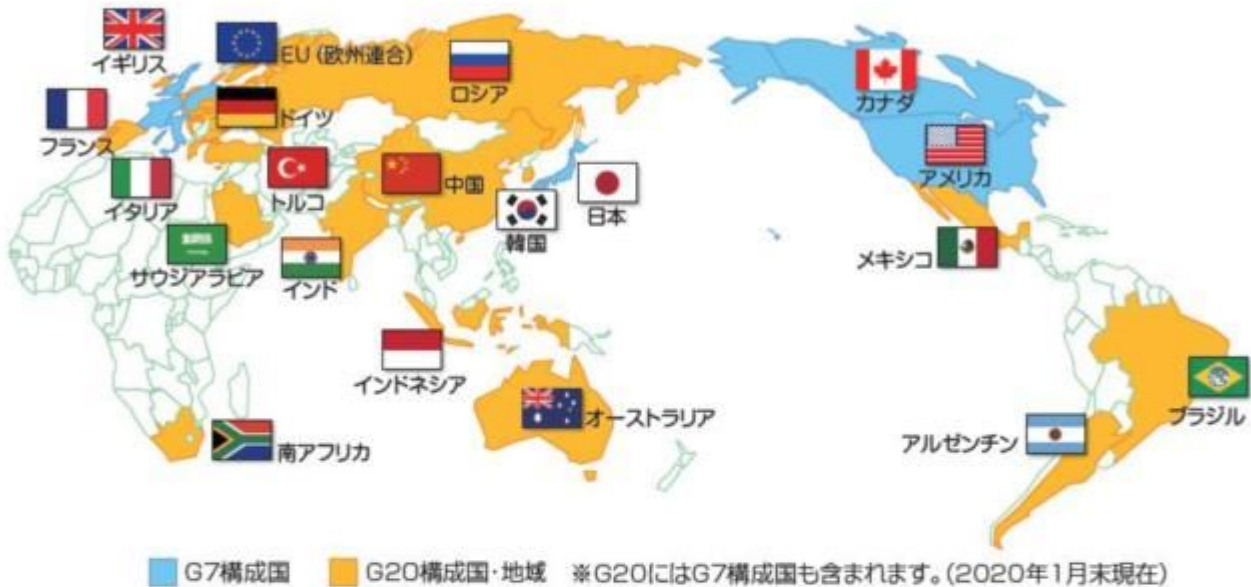 イギリス
EU（欧州連合）
ロシア
カナダ
フランス
ドイツ
アメリカ
イタリア
トルコ
中国
日本
韓国
サウジアラビア
インド
メキシコ
インドネシア
オーストラリア
ブラジル
南アフリカ
アルゼンチン
G7構成国 G20構成国・地域 ※G20にはG7構成国も含まれます。（2020年1月末現在）